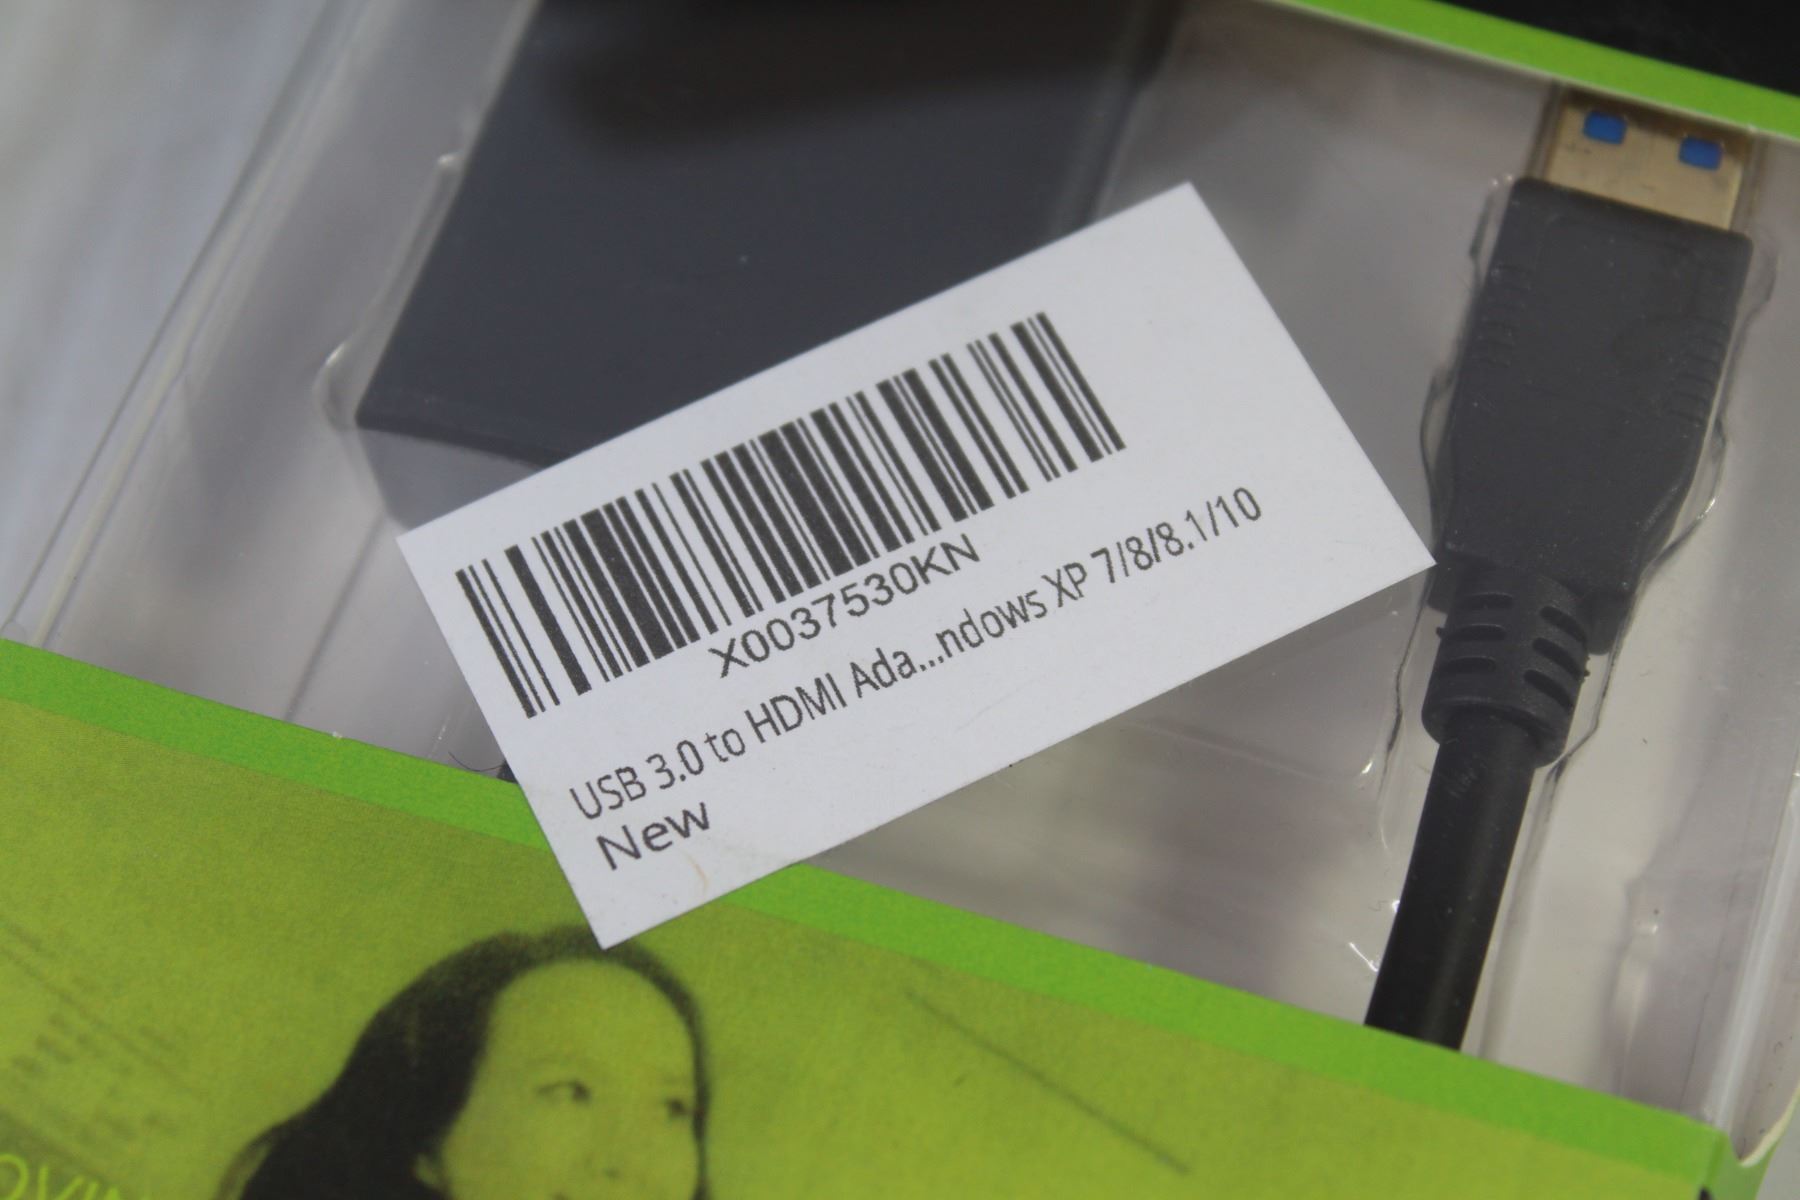 X0037530KN
USB 3.0 to HDMI Ada...ndows XP 7/8/8.1/10
New